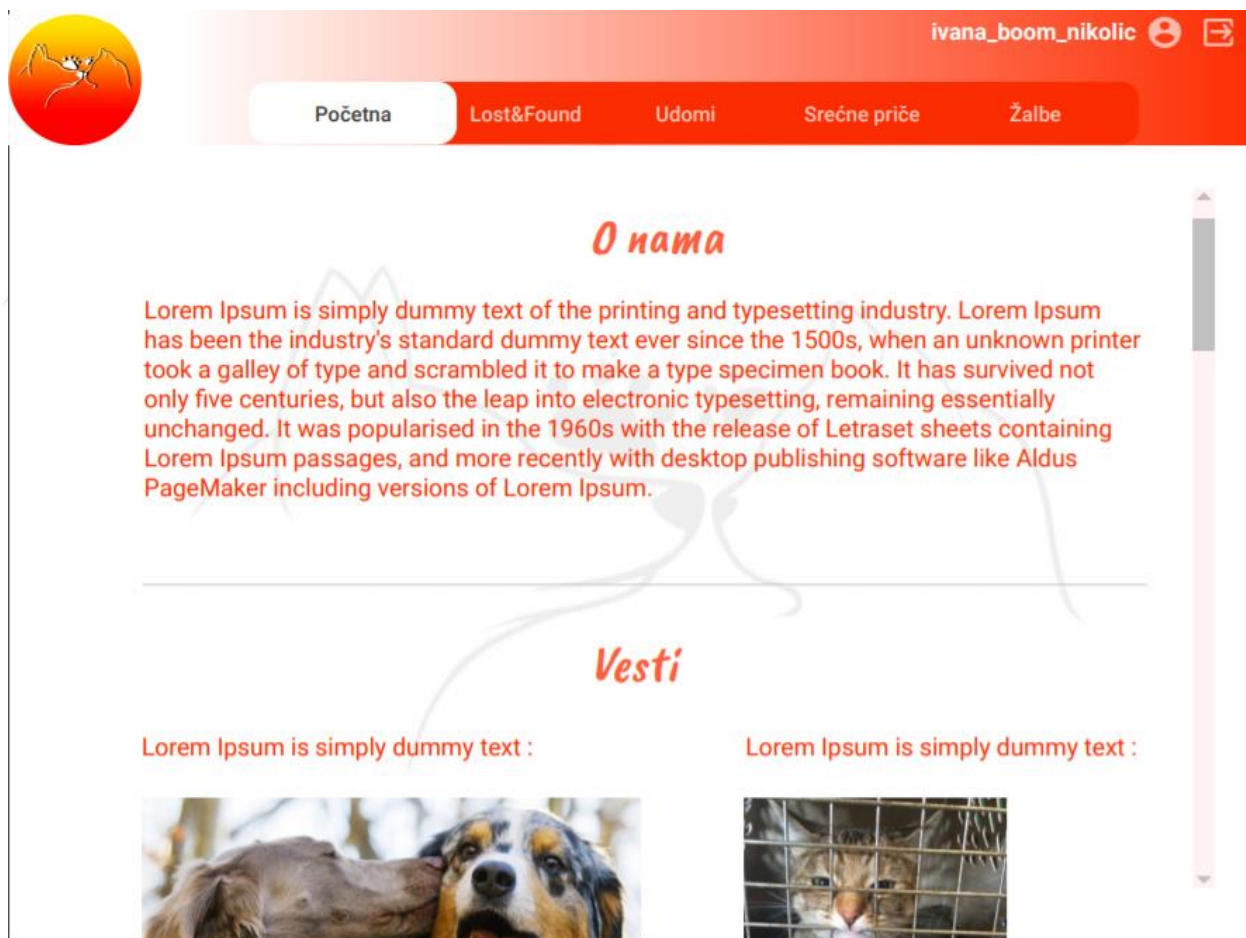 ivana_boom_nikolic
Početna Lost&Found Udomi Srećne priče Žalbe
O nama
Lorem Ipsum is simply dummy text of the printing and typesetting industry. Lorem Ipsum
has been the industry's standard dummy text ever since the 1500s, when an unknown printer
took a galley of type and scrambled it to make a type specimen book. It has survived not
only five centuries, but also the leap into electronic typesetting, remaining essentially
unchanged. It was popularised in the 1960s with the release of Letraset sheets containing
Lorem Ipsum passages, and more recently with desktop publishing software like Aldus
PageMaker including versions of Lorem Ipsum.
Vesti
Lorem Ipsum is simply dummy text :
Lorem Ipsum is simply dummy text :